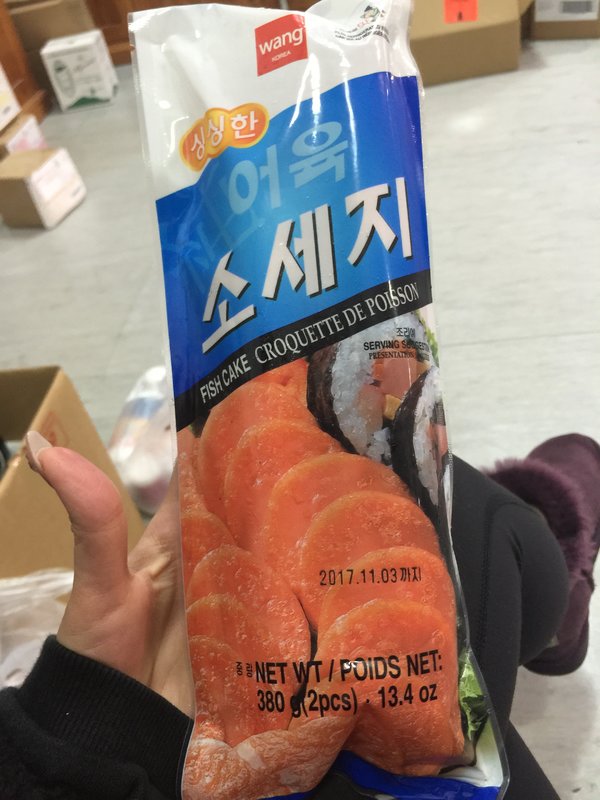 wang
KOREA
싱싱한
어육
소세지
FISH CAKE CROQUETTE DE POISSON
조리예
SERVING
PRESENTATION
2017.11.03까지
NET WT / POIDS NET:
380 g(2pcs) · 13.4 oz